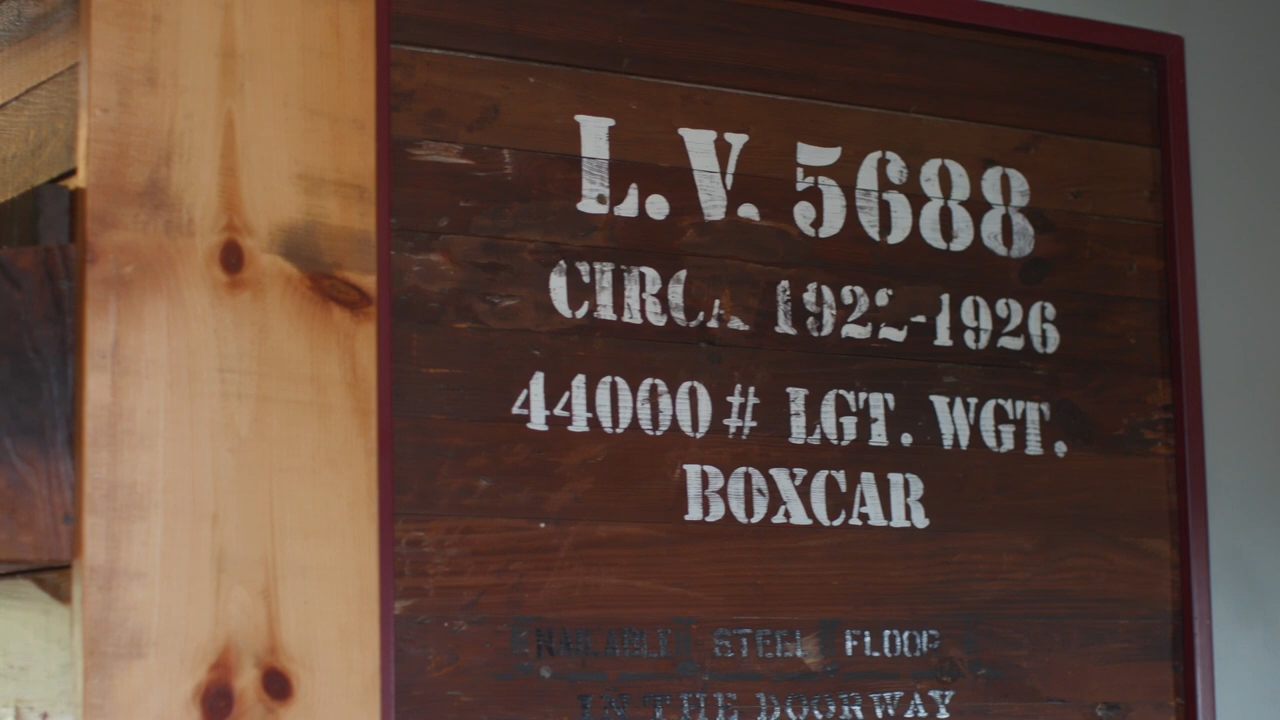 L.V. 5688
CIRCA 1922-1926
44000# LGT. WGT.
BOXCAR
NAILABLE STEEL FLOOR
IN THE DOORWAY